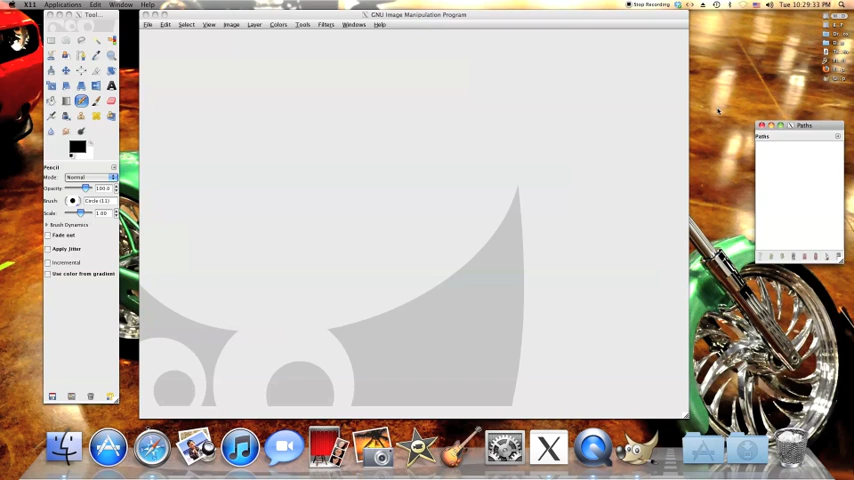 X11 Applications Edit Window Help
Stop Recording
Tue 10:29:33 PM
Tool...
GNU Image Manipulation Program
File Edit Select View Image Layer Colors Tools Filters Windows Help
Paths
Paths
Pencil
Mode: Normal
Opacity: 100.0
Brush: Circle (11)
Scale: 1.00
Brush Dynamics
Fade out
Apply Jitter
Incremental
Use color from gradient